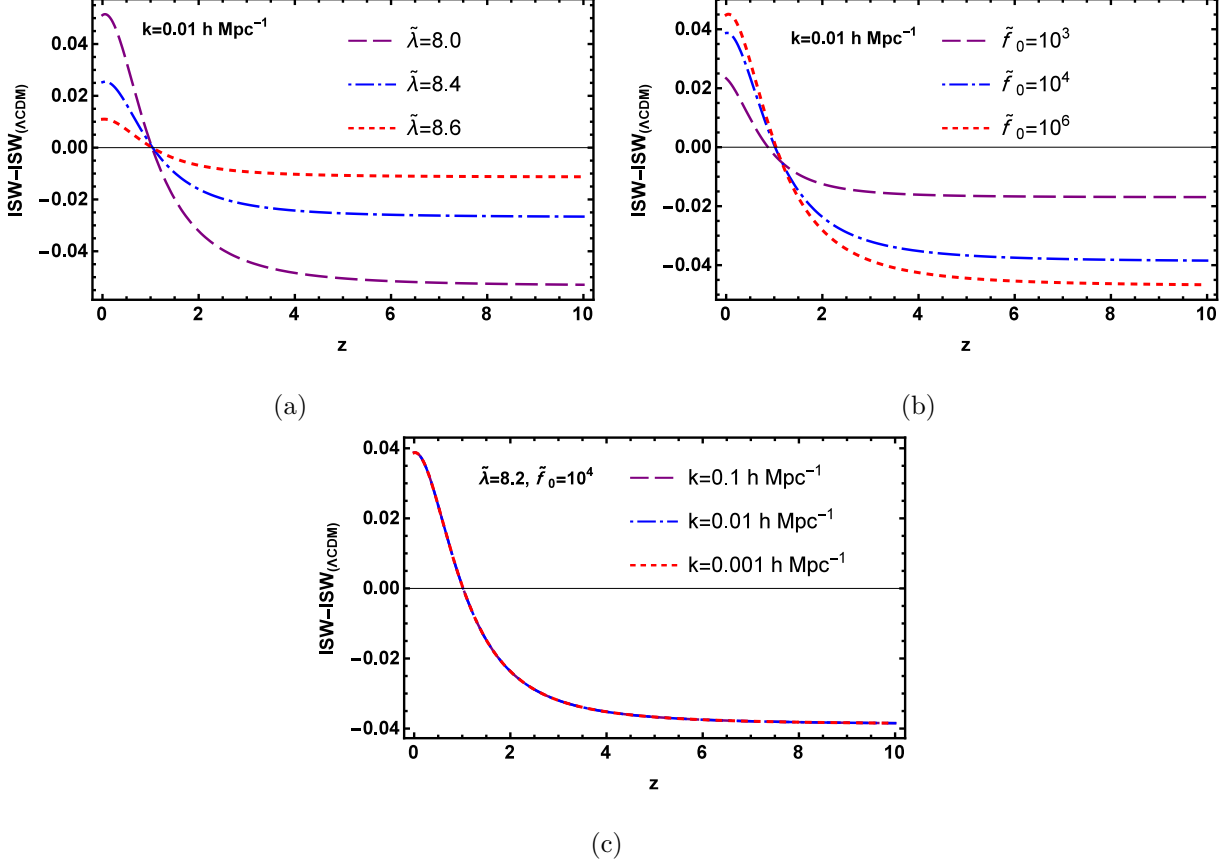 k=0.01 h Mpc⁻¹
λ̃=8.0
λ̃=8.4
λ̃=8.6
0.04
0.02
0.00
−0.02
−0.04
ISW−ISW(ΛCDM)
0 2 4 6 8 10
z
(a)
k=0.01 h Mpc⁻¹
f̃ 0=10³
f̃ 0=10⁴
f̃ 0=10⁶
0.04
0.02
0.00
−0.02
−0.04
ISW−ISW(ΛCDM)
0 2 4 6 8 10
z
(b)
λ̃=8.2, f̃ 0=10⁴
k=0.1 h Mpc⁻¹
k=0.01 h Mpc⁻¹
k=0.001 h Mpc⁻¹
0.04
0.02
0.00
−0.02
−0.04
ISW−ISW(ΛCDM)
0 2 4 6 8 10
z
(c)